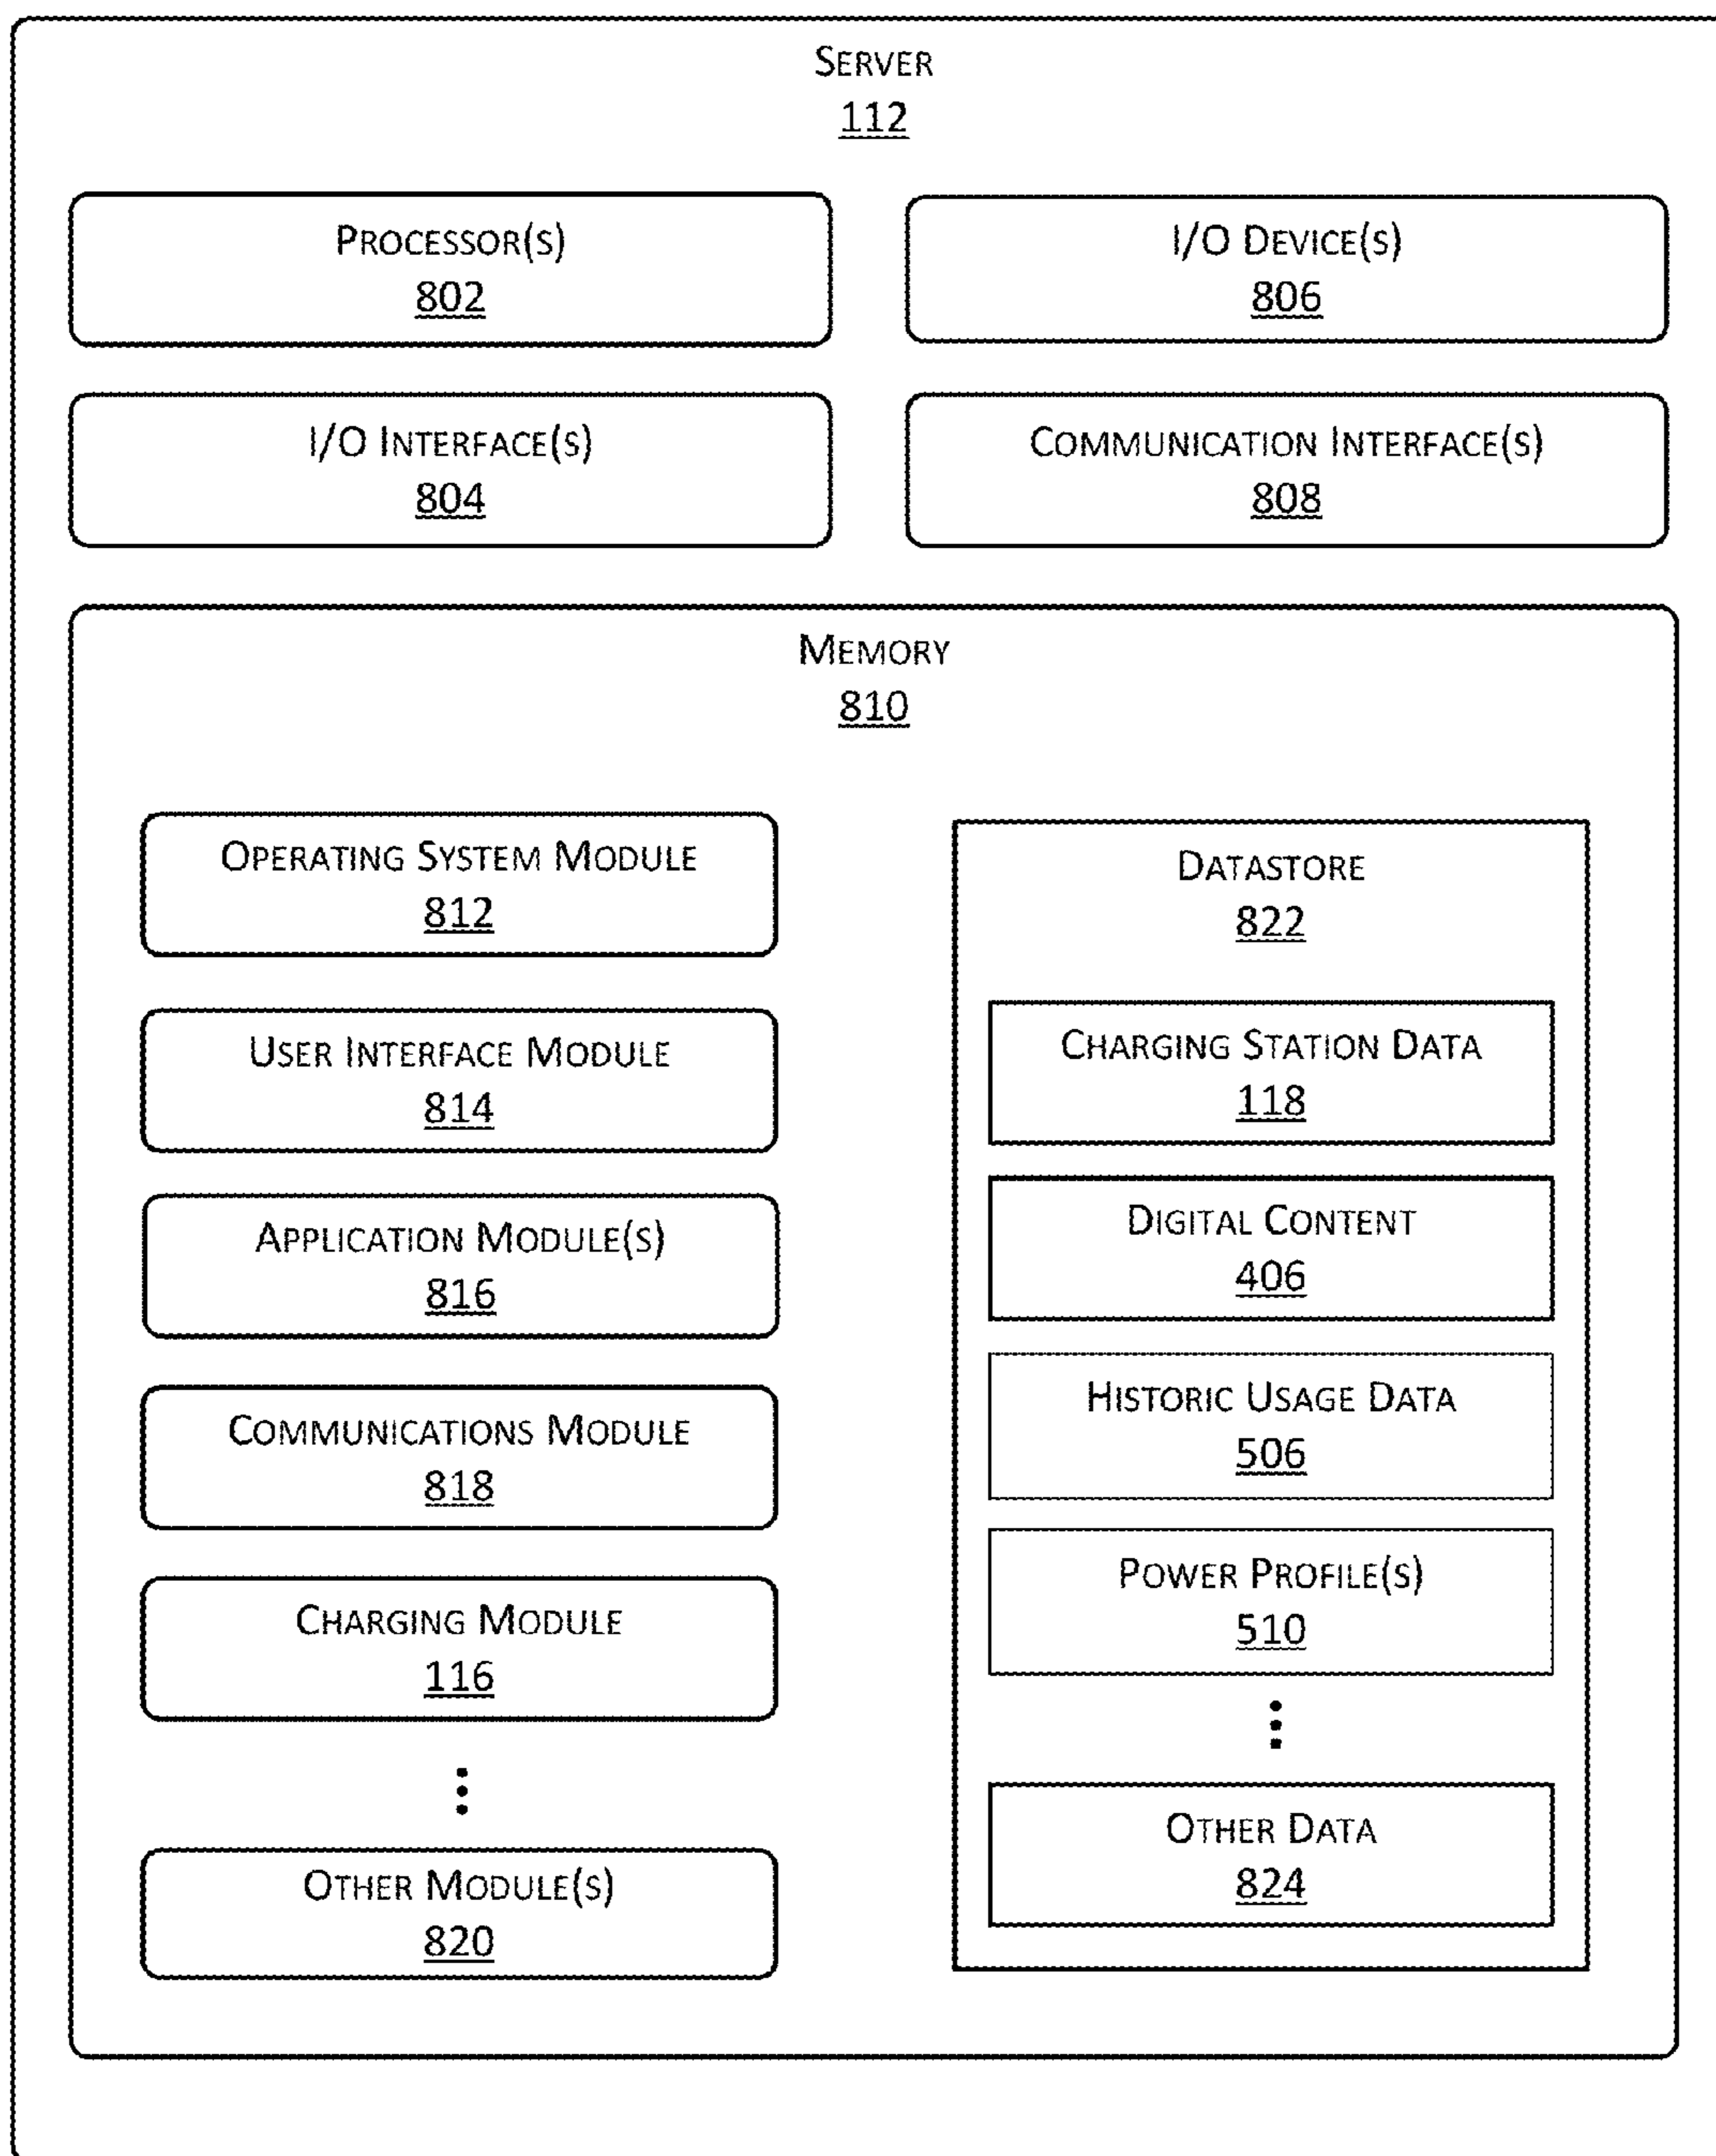 SERVER
112
PROCESSOR(S)
802
I/O DEVICE(S)
806
I/O INTERFACE(S)
804
COMMUNICATION INTERFACE(S)
808
MEMORY
810
OPERATING SYSTEM MODULE
812
USER INTERFACE MODULE
814
APPLICATION MODULE(S)
816
COMMUNICATIONS MODULE
818
CHARGING MODULE
116
OTHER MODULE(S)
820
DATASTORE
822
CHARGING STATION DATA
118
DIGITAL CONTENT
406
HISTORIC USAGE DATA
506
POWER PROFILE(S)
510
OTHER DATA
824